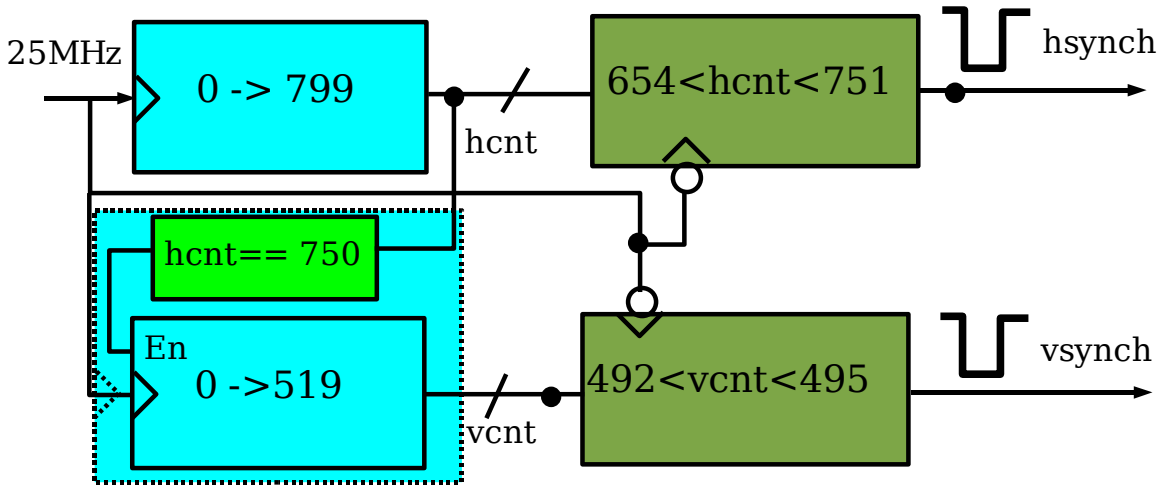 25MHz
0 -> 799
hcnt
654<hcnt<751
hsynch
hcnt== 750
En
0 ->519
vcnt
492<vcnt<495
vsynch